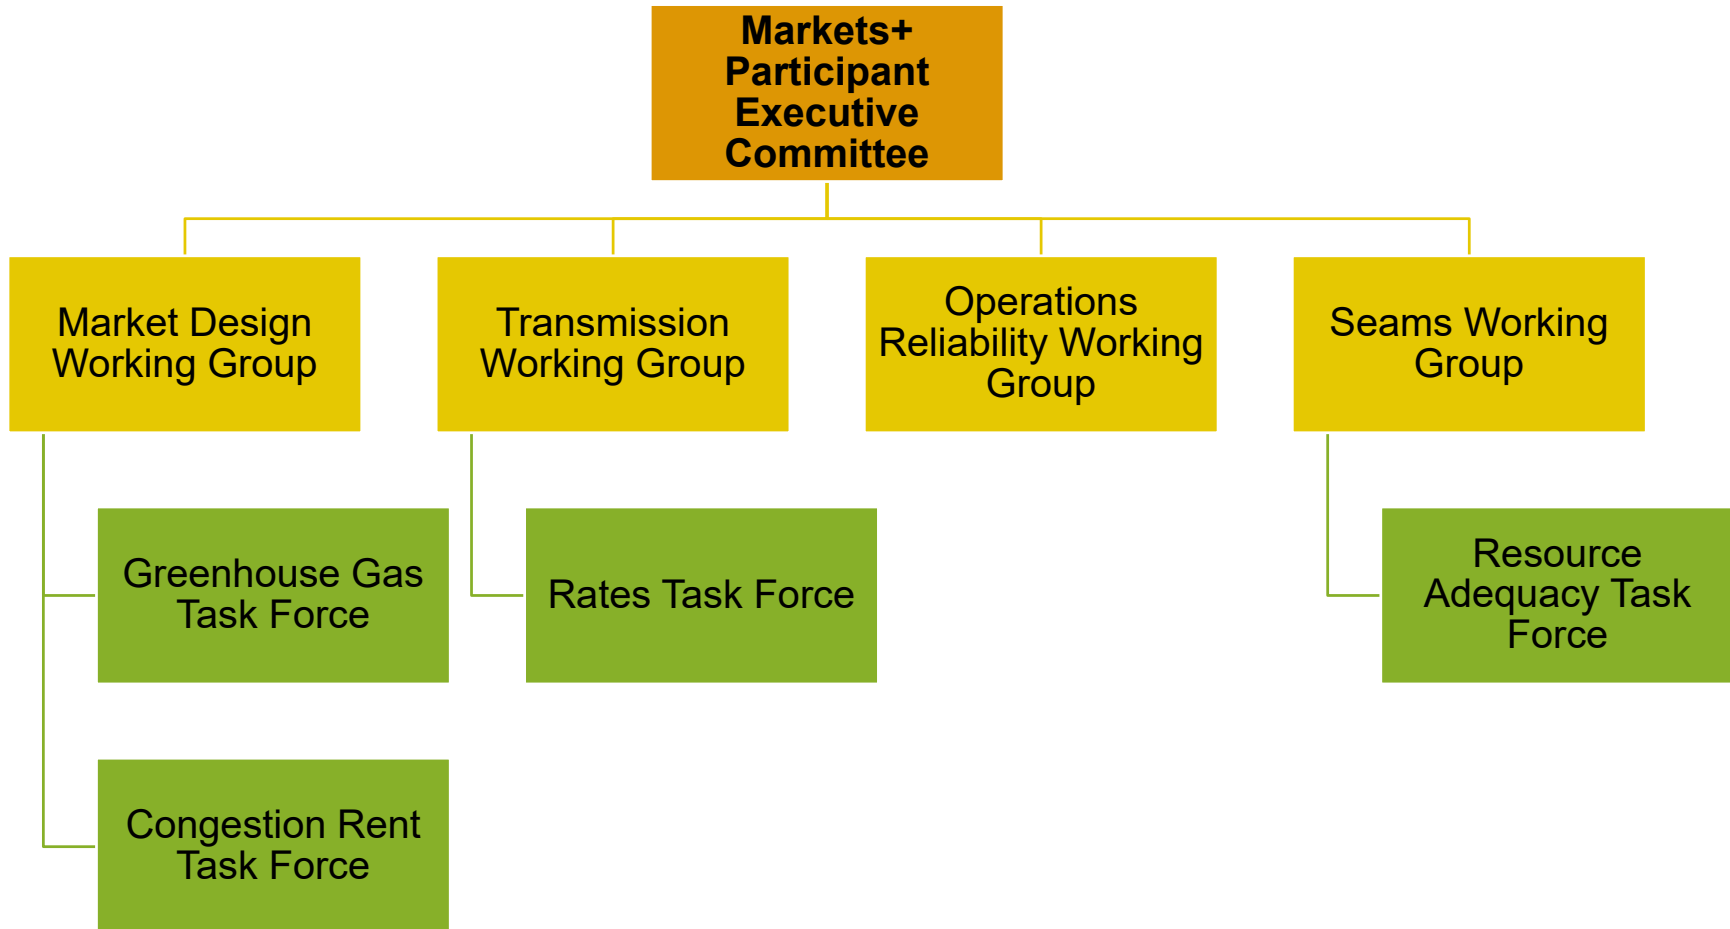 Markets+
Participant
Executive
Committee
Market Design
Working Group
Transmission
Working Group
Operations
Reliability Working
Group
Seams Working
Group
Greenhouse Gas
Task Force
Rates Task Force
Resource
Adequacy Task
Force
Congestion Rent
Task Force